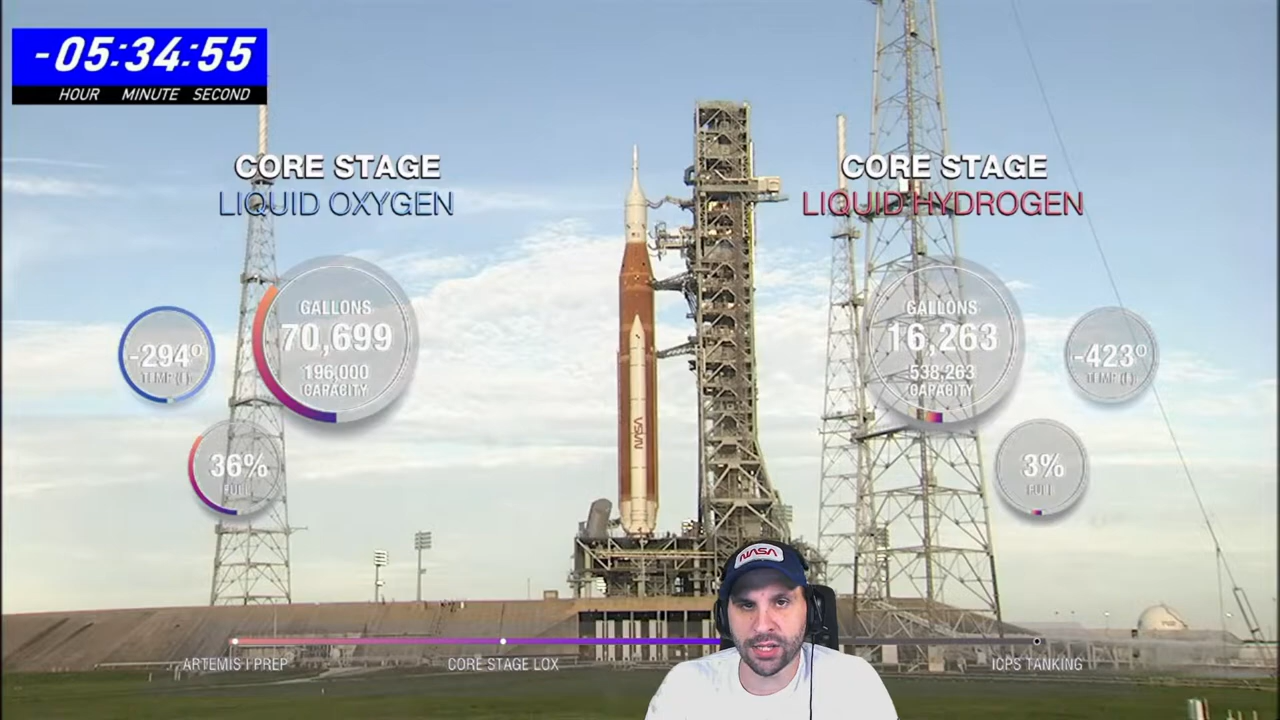 -05:34:55
HOUR MINUTE SECOND
CORE STAGE
LIQUID OXYGEN
GALLONS
70,699
196,000
CAPACITY
-294°
TEMP (F)
36%
FULL
CORE STAGE
LIQUID HYDROGEN
GALLONS
16,263
538,263
CAPACITY
-423°
TEMP (F)
3%
FULL
NASA
NASA
ARTEMIS I PREP
CORE STAGE LOX
ICPS TANKING